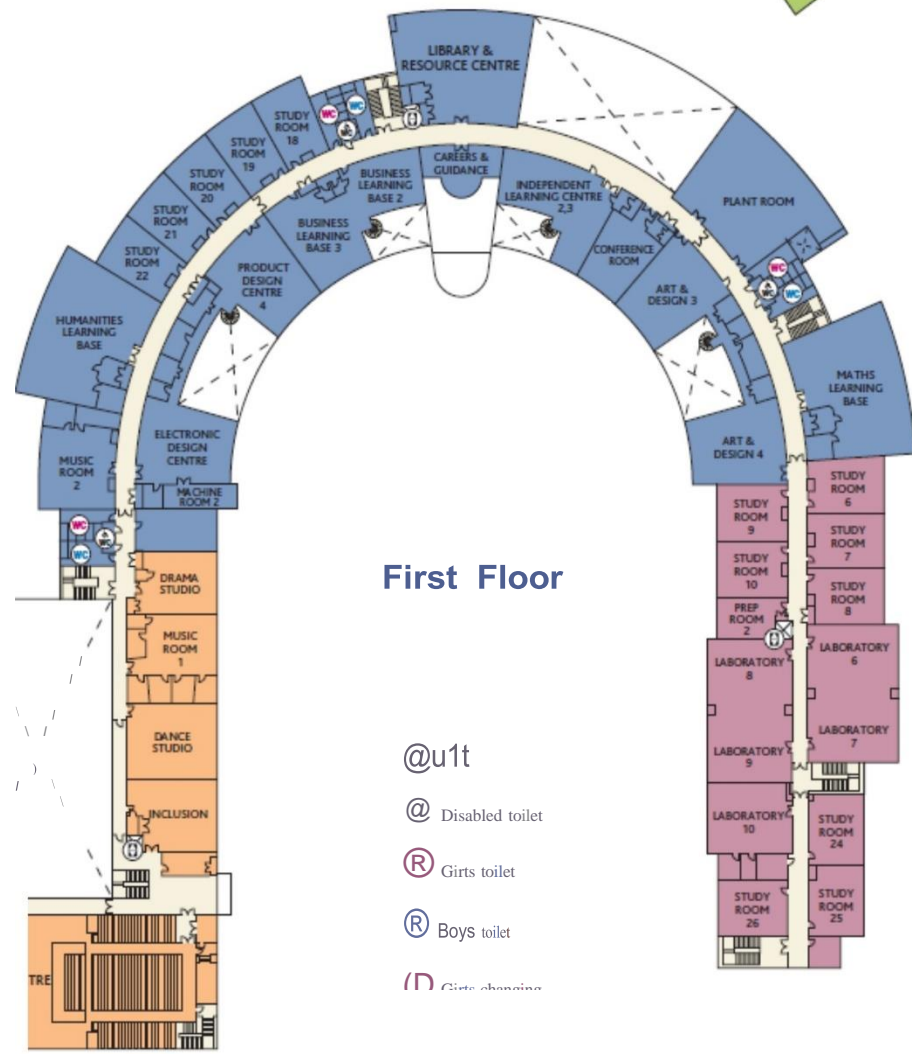 LIBRARY &
RESOURCE CENTRE
WC
WC
WC
STUDY
ROOM
18
STUDY
ROOM
19
STUDY
ROOM
20
STUDY
ROOM
21
STUDY
ROOM
22
BUSINESS
LEARNING
BASE 2
CAREERS &
GUIDANCE
INDEPENDENT
LEARNING CENTRE
2,3
BUSINESS
LEARNING
BASE 3
CONFERENCE
ROOM
PLANT ROOM
PRODUCT
DESIGN
CENTRE
4
ART &
DESIGN 3
WC
WC
WC
HUMANITIES
LEARNING
BASE
MATHS
LEARNING
BASE
ELECTRONIC
DESIGN
CENTRE
ART &
DESIGN 4
MUSIC
ROOM
2
MACHINE
ROOM 2
STUDY
ROOM
6
STUDY
ROOM
9
WC
WC
WC
STUDY
ROOM
7
DRAMA
STUDIO
First Floor
STUDY
ROOM
10
STUDY
ROOM
8
PREP
ROOM
2
MUSIC
ROOM
1
LABORATORY
6
LABORATORY
8
DANCE
STUDIO
LABORATORY
7
LABORATORY
9
@u1t
@ Disabled toilet
® Girts toilet
® Boys toilet
(D Girts changing
INCLUSION
LABORATORY
10
STUDY
ROOM
24
STUDY
ROOM
25
STUDY
ROOM
26
TRE